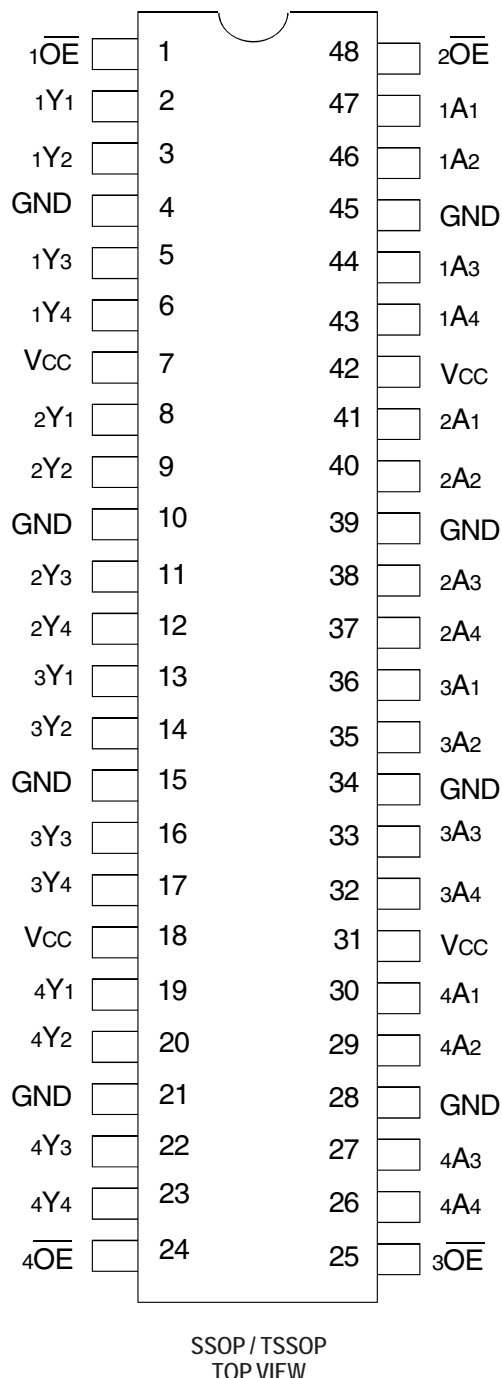 1OE 1 48 2OE
1Y1 2 47 1A1
1Y2 3 46 1A2
GND 4 45 GND
1Y3 5 44 1A3
1Y4 6 43 1A4
VCC 7 42 VCC
2Y1 8 41 2A1
2Y2 9 40 2A2
GND 10 39 GND
2Y3 11 38 2A3
2Y4 12 37 2A4
3Y1 13 36 3A1
3Y2 14 35 3A2
GND 15 34 GND
3Y3 16 33 3A3
3Y4 17 32 3A4
VCC 18 31 VCC
4Y1 19 30 4A1
4Y2 20 29 4A2
GND 21 28 GND
4Y3 22 27 4A3
4Y4 23 26 4A4
4OE 24 25 3OE
SSOP / TSSOP
TOP VIEW